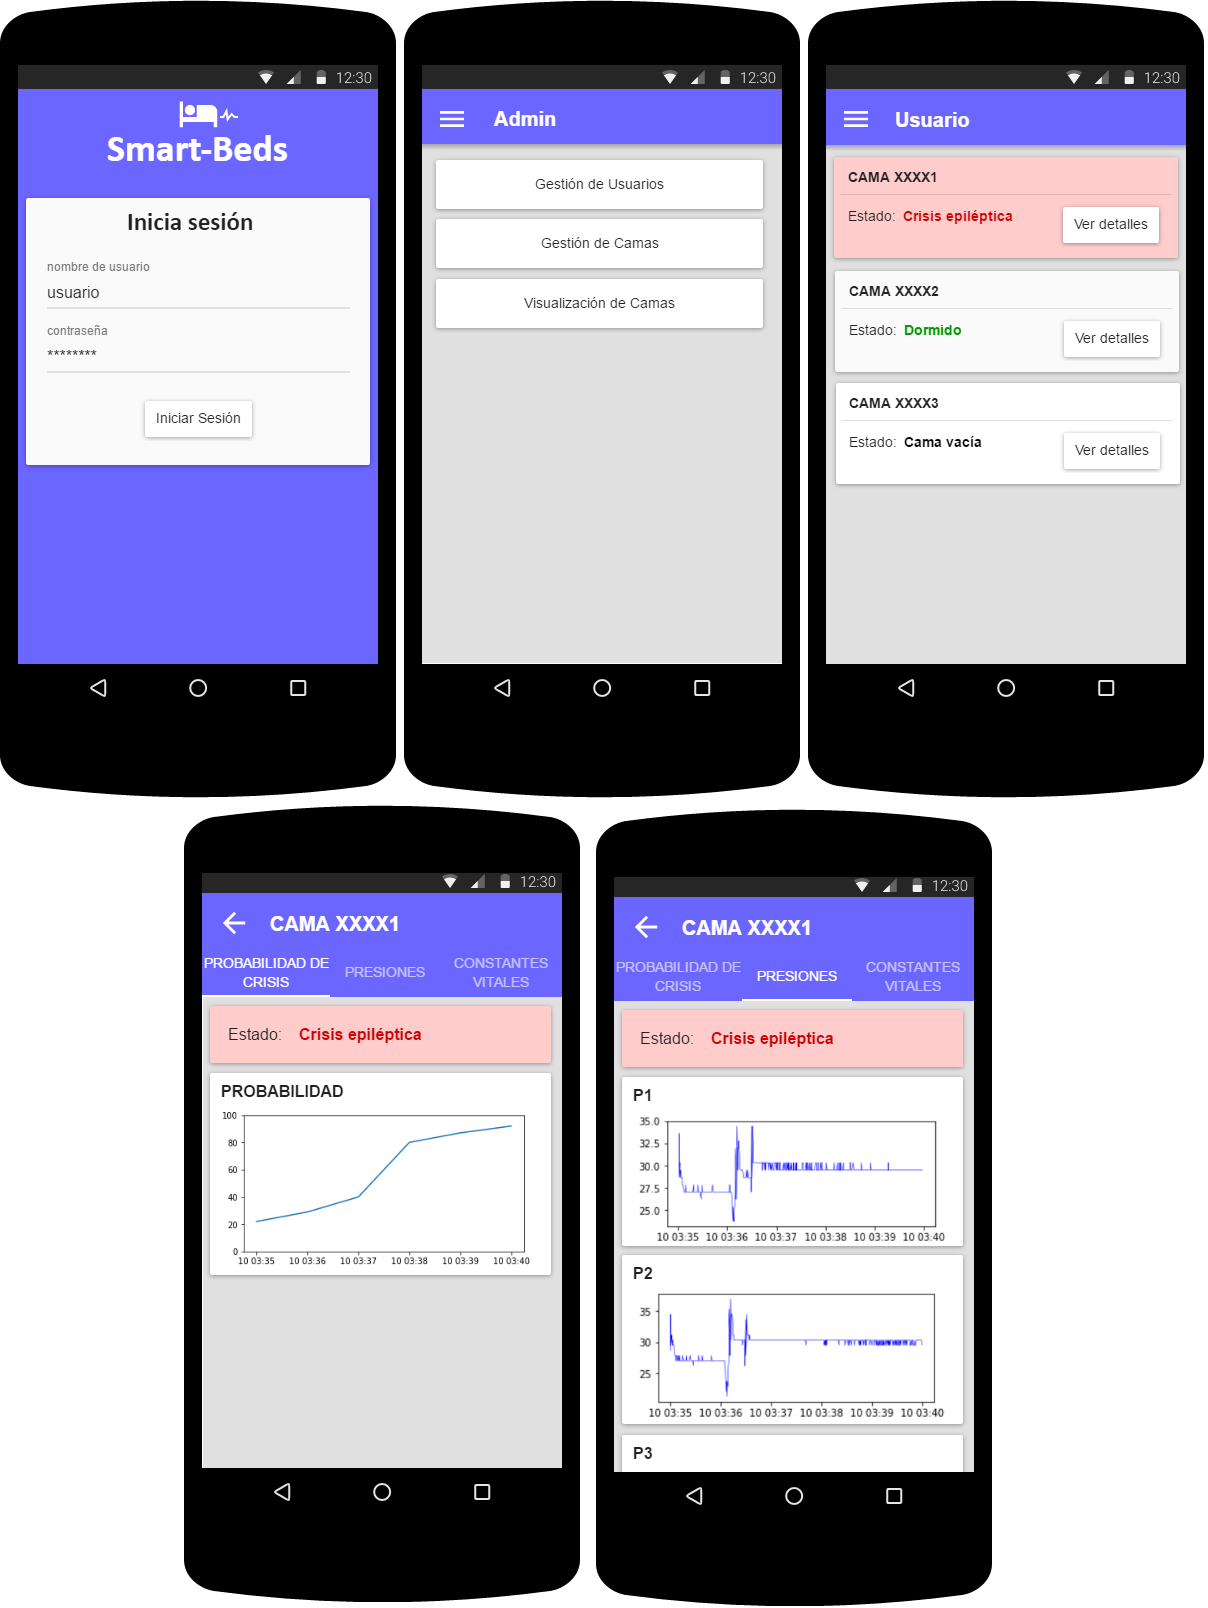 12:30
Smart-Beds
Inicia sesión
nombre de usuario
usuario
contraseña
********
Iniciar Sesión
12:30
Admin
Gestión de Usuarios
Gestión de Camas
Visualización de Camas
12:30
Usuario
CAMA XXXX1
Estado: Crisis epiléptica
Ver detalles
CAMA XXXX2
Estado: Dormido
Ver detalles
CAMA XXXX3
Estado: Cama vacía
Ver detalles
12:30
CAMA XXXX1
PROBABILIDAD DE
CRISIS
PRESIONES
CONSTANTES
VITALES
Estado: Crisis epiléptica
PROBABILIDAD
100
80
60
40
20
0
10 03:35 10 03:36 10 03:37 10 03:38 10 03:39 10 03:40
12:30
CAMA XXXX1
PROBABILIDAD DE
CRISIS
PRESIONES
CONSTANTES
VITALES
Estado: Crisis epiléptica
P1
35.0
32.5
30.0
27.5
25.0
10 03:35 10 03:36 10 03:37 10 03:38 10 03:39 10 03:40
P2
35
30
25
10 03:35 10 03:36 10 03:37 10 03:38 10 03:39 10 03:40
P3